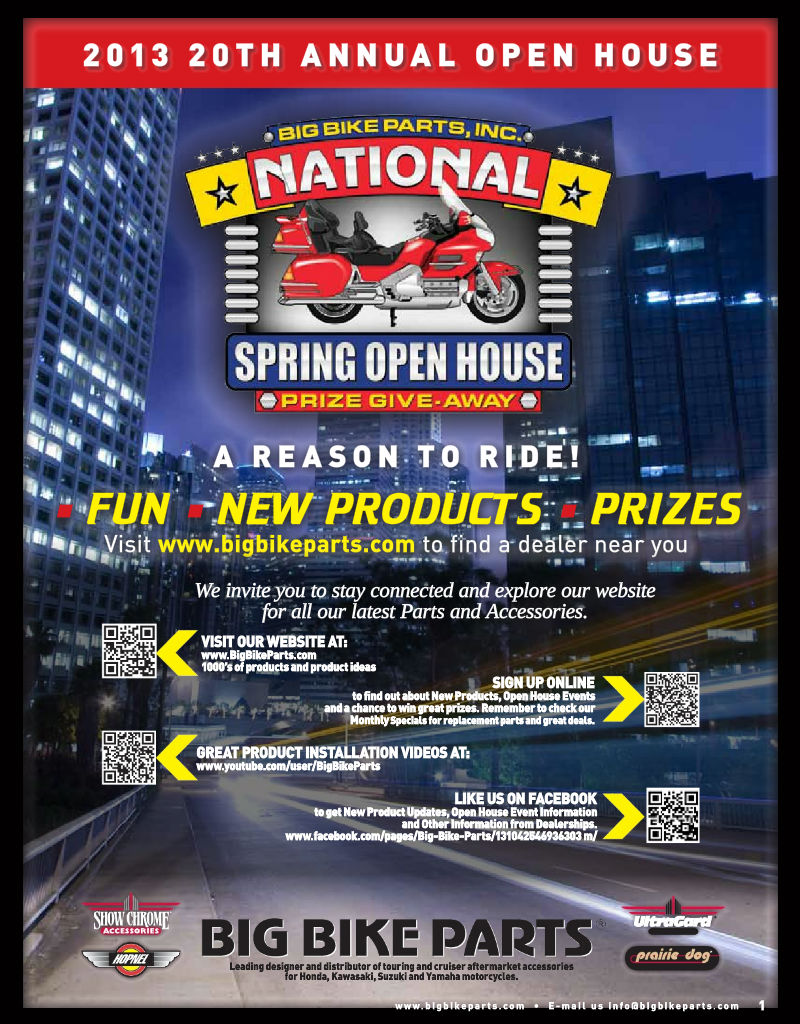 2013 20TH ANNUAL OPEN HOUSE
BIG BIKE PARTS, INC.
NATIONAL
SPRING OPEN HOUSE
PRIZE GIVE-AWAY
A REASON TO RIDE!
▪ FUN ▪ NEW PRODUCTS ▪ PRIZES
Visit www.bigbikeparts.com to find a dealer near you
We invite you to stay connected and explore our website
for all our latest Parts and Accessories.
VISIT OUR WEBSITE AT:
www.BigBikeParts.com
1000's of products and product ideas
SIGN UP ONLINE
to find out about New Products, Open House Events
and a chance to win great prizes. Remember to check our
Monthly Specials for replacement parts and great deals.
GREAT PRODUCT INSTALLATION VIDEOS AT:
www.youtube.com/user/BigBikeParts
LIKE US ON FACEBOOK
to get New Product Updates, Open House Event Information
and Other Information from Dealerships.
www.facebook.com/pages/Big-Bike-Parts/131042546936303 m/
SHOW CHROME
ACCESSORIES
HOPNEL
BIG BIKE PARTS®
Leading designer and distributor of touring and cruiser aftermarket accessories
for Honda, Kawasaki, Suzuki and Yamaha motorcycles.
UltraGard
prairie dog
www.bigbikeparts.com • E-mail us info@bigbikeparts.com 1